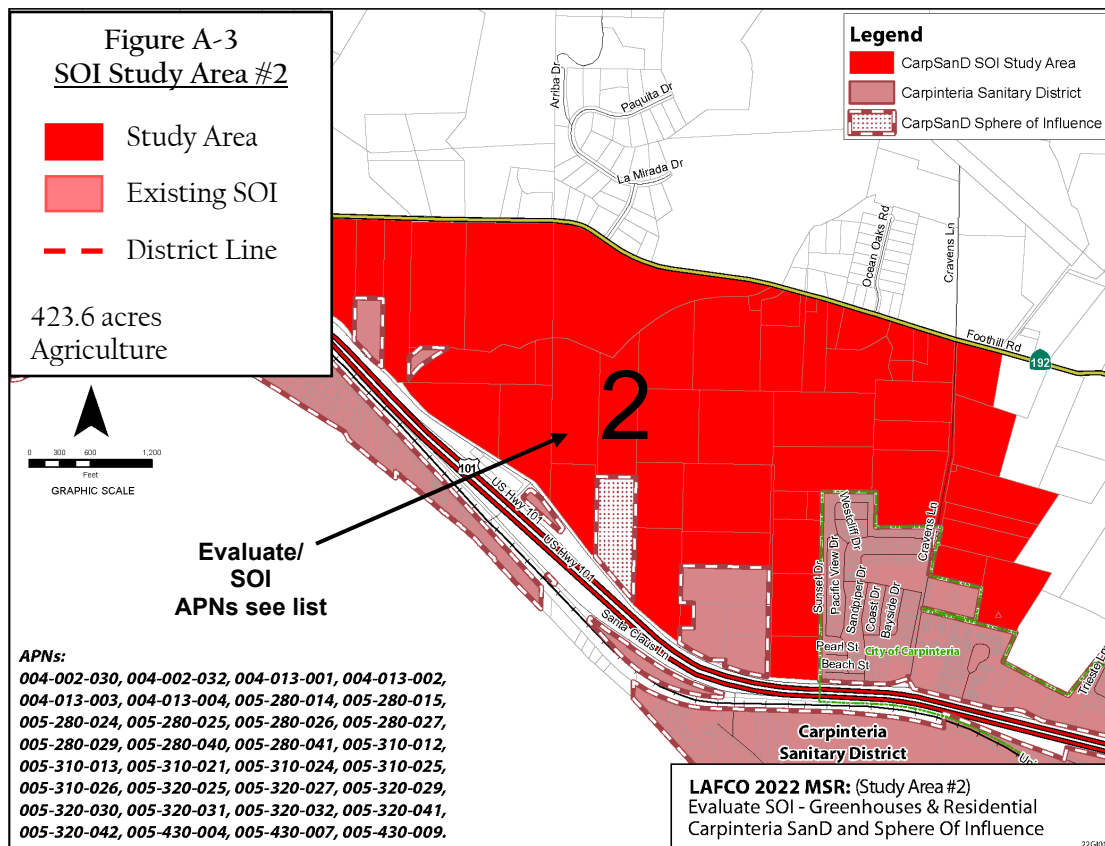 Figure A-3
SOI Study Area #2
Study Area
Existing SOI
District Line
423.6 acres
Agriculture
Legend
CarpSanD SOI Study Area
Carpinteria Sanitary District
CarpSanD Sphere of Influence
Arriba Dr
Paquita Dr
La Mirada Dr
Ocean Oaks Rd
Cravens Ln
Foothill Rd
192
2
0 300 600 1,200
Feet
GRAPHIC SCALE
101
US Hwy 101
US Hwy 101
Evaluate/
SOI
APNs see list
Santa Claus Ln
Westcliff Dr
Sunset Dr
Pacific View Dr
Sandpiper Dr
Coast Dr
Bayside Dr
Cravens Ln
Pearl St
Beach St
City of Carpinteria
Carpinteria
Sanitary District
APNs:
004-002-030, 004-002-032, 004-013-001, 004-013-002,
004-013-003, 004-013-004, 005-280-014, 005-280-015,
005-280-024, 005-280-025, 005-280-026, 005-280-027,
005-280-029, 005-280-040, 005-280-041, 005-310-012,
005-310-013, 005-310-021, 005-310-024, 005-310-025,
005-310-026, 005-320-025, 005-320-027, 005-320-029,
005-320-030, 005-320-031, 005-320-032, 005-320-041,
005-320-042, 005-430-004, 005-430-007, 005-430-009.
LAFCO 2022 MSR: (Study Area #2)
Evaluate SOI - Greenhouses & Residential
Carpinteria SanD and Sphere Of Influence